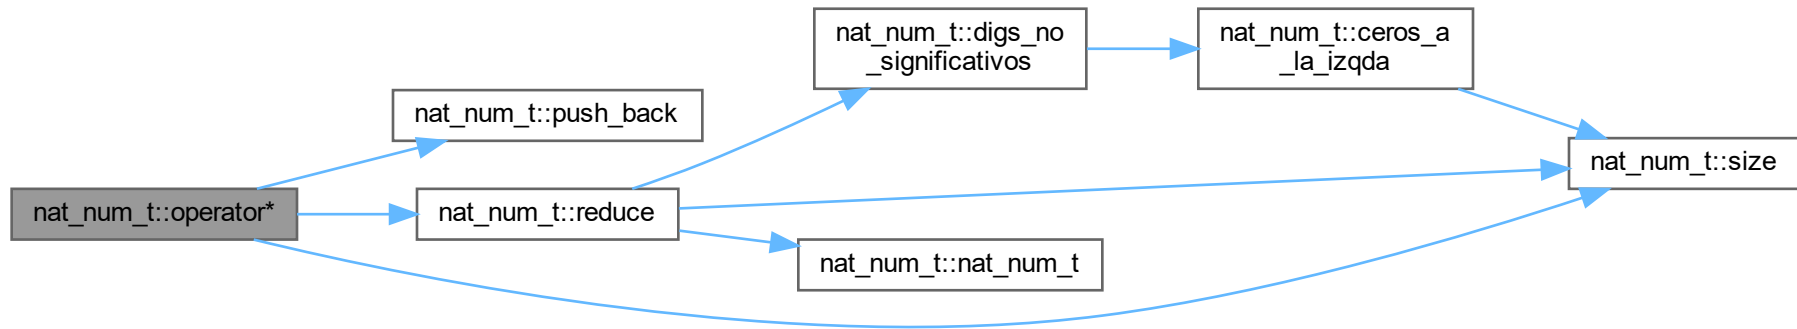 nat_num_t::operator*
nat_num_t::push_back
nat_num_t::reduce
nat_num_t::digs_no
_significativos
nat_num_t::ceros_a
_la_izqda
nat_num_t::size
nat_num_t::nat_num_t